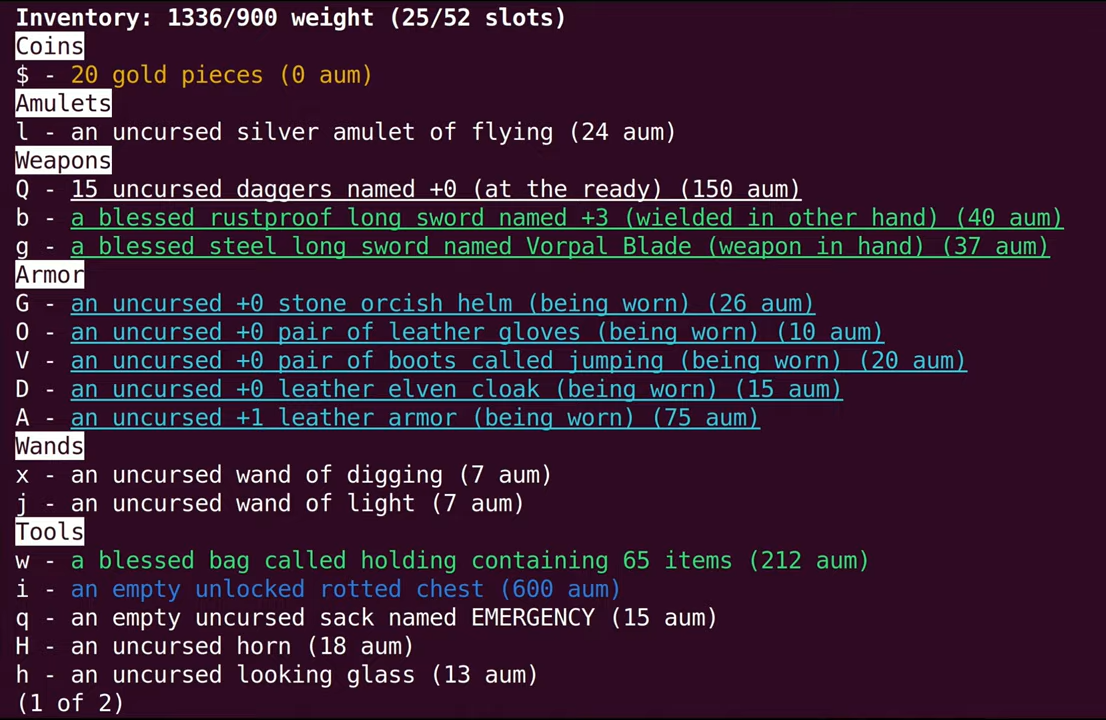 Inventory: 1336/900 weight (25/52 slots)
Coins
$ - 20 gold pieces (0 aum)
Amulets
l - an uncursed silver amulet of flying (24 aum)
Weapons
Q - 15 uncursed daggers named +0 (at the ready) (150 aum)
b - a blessed rustproof long sword named +3 (wielded in other hand) (40 aum)
g - a blessed steel long sword named Vorpal Blade (weapon in hand) (37 aum)
Armor
G - an uncursed +0 stone orcish helm (being worn) (26 aum)
O - an uncursed +0 pair of leather gloves (being worn) (10 aum)
V - an uncursed +0 pair of boots called jumping (being worn) (20 aum)
D - an uncursed +0 leather elven cloak (being worn) (15 aum)
A - an uncursed +1 leather armor (being worn) (75 aum)
Wands
x - an uncursed wand of digging (7 aum)
j - an uncursed wand of light (7 aum)
Tools
w - a blessed bag called holding containing 65 items (212 aum)
i - an empty unlocked rotted chest (600 aum)
q - an empty uncursed sack named EMERGENCY (15 aum)
H - an uncursed horn (18 aum)
h - an uncursed looking glass (13 aum)
(1 of 2)